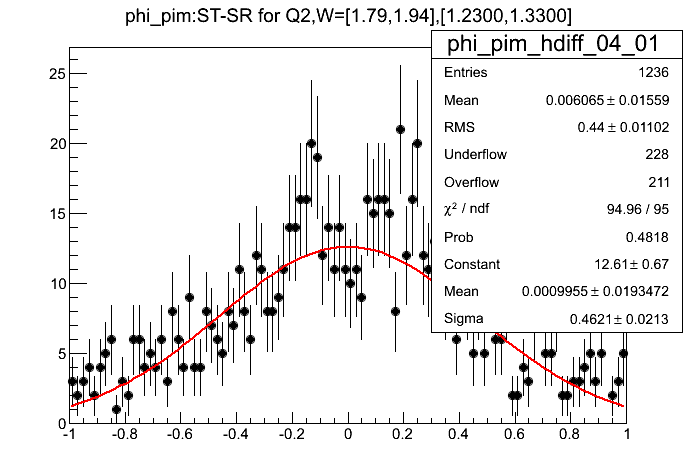 phi_pim:ST-SR for Q2,W=[1.79,1.94],[1.2300,1.3300]
phi_pim_hdiff_04_01
Entries 1236
Mean 0.006065 ± 0.01559
RMS 0.44 ± 0.01102
Underflow 228
Overflow 211
χ² / ndf 94.96 / 95
Prob 0.4818
Constant 12.61 ± 0.67
Mean 0.0009955 ± 0.0193472
Sigma 0.4621 ± 0.0213
25
20
15
10
5
0
-1 -0.8 -0.6 -0.4 -0.2 0 0.2 0.4 0.6 0.8 1